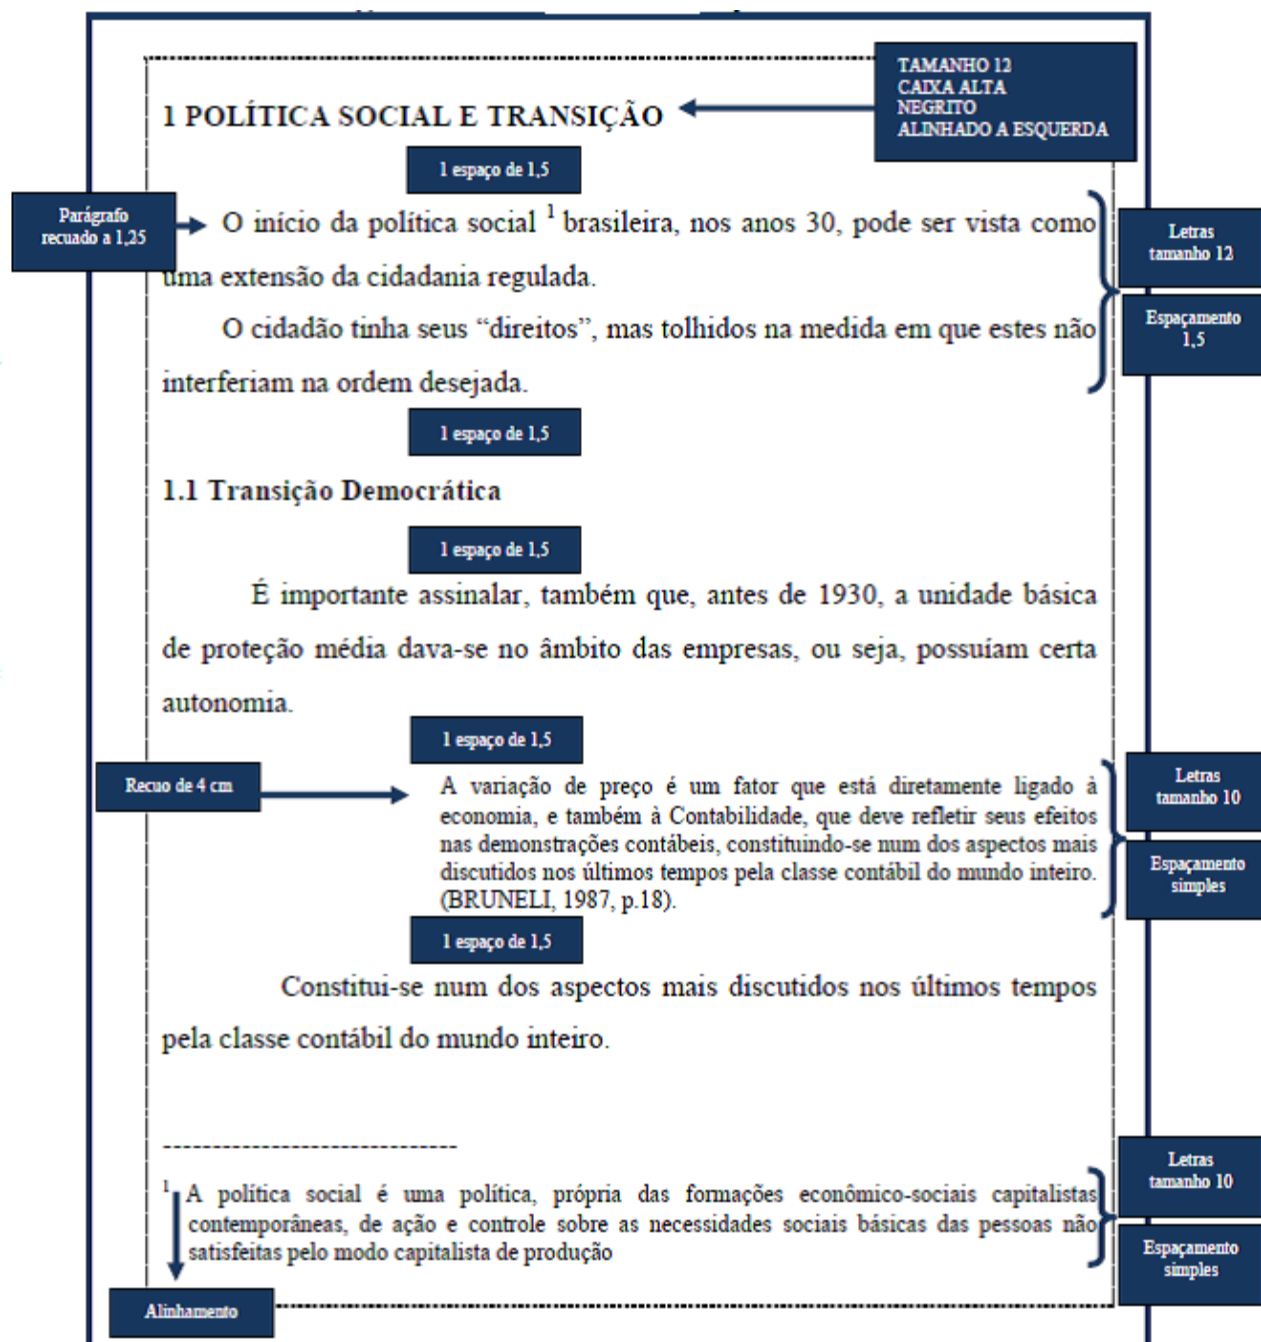 TAMANHO 12
CAIXA ALTA
NEGRITO
ALINHADO A ESQUERDA
1 POLÍTICA SOCIAL E TRANSIÇÃO
1 espaço de 1,5
Parágrafo
recuado a 1,25
O início da política social ¹ brasileira, nos anos 30, pode ser vista como
uma extensão da cidadania regulada.
O cidadão tinha seus “direitos”, mas tolhidos na medida em que estes não
interferiam na ordem desejada.
Letras
tamanho 12
Espaçamento
1,5
1 espaço de 1,5
1.1 Transição Democrática
1 espaço de 1,5
É importante assinalar, também que, antes de 1930, a unidade básica
de proteção média dava-se no âmbito das empresas, ou seja, possuíam certa
autonomia.
1 espaço de 1,5
Recuo de 4 cm
A variação de preço é um fator que está diretamente ligado à
economia, e também à Contabilidade, que deve refletir seus efeitos
nas demonstrações contábeis, constituindo-se num dos aspectos mais
discutidos nos últimos tempos pela classe contábil do mundo inteiro.
(BRUNELI, 1987, p.18).
Letras
tamanho 10
Espaçamento
simples
1 espaço de 1,5
Constitui-se num dos aspectos mais discutidos nos últimos tempos
pela classe contábil do mundo inteiro.
------------------------------
¹ A política social é uma política, própria das formações econômico-sociais capitalistas
contemporâneas, de ação e controle sobre as necessidades sociais básicas das pessoas não
satisfeitas pelo modo capitalista de produção
Letras
tamanho 10
Espaçamento
simples
Alinhamento